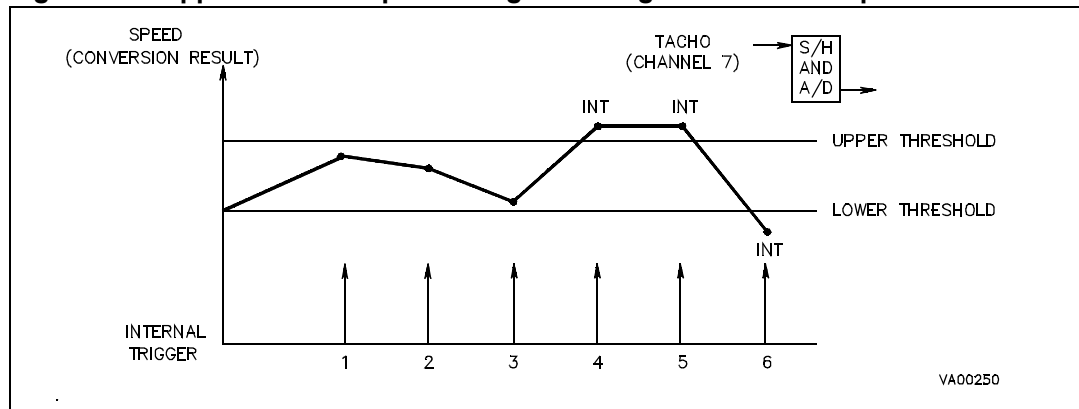 SPEED
(CONVERSION RESULT)
TACHO
(CHANNEL 7)
S/H
AND
A/D
INT
INT
UPPER THRESHOLD
LOWER THRESHOLD
INT
INTERNAL
TRIGGER
1
2
3
4
5
6
VA00250